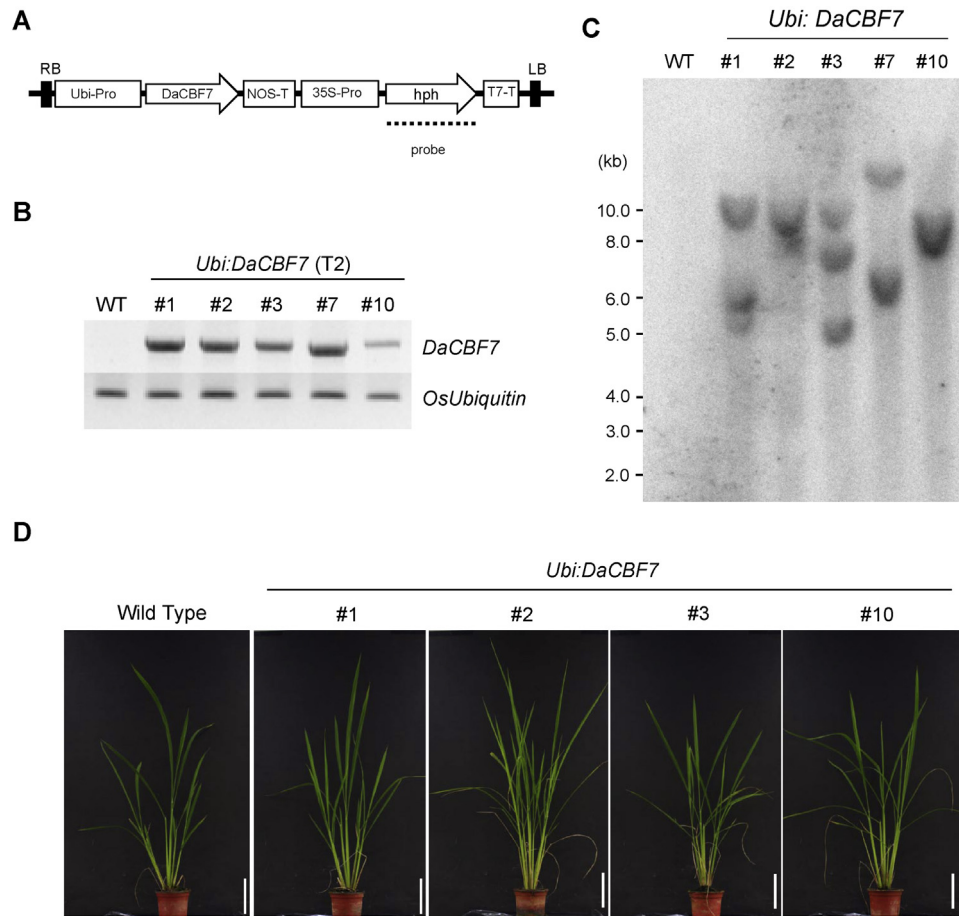 A
RB
LB
Ubi-Pro
DaCBF7
NOS-T
35S-Pro
hph
T7-T
probe
B
Ubi:DaCBF7 (T2)
WT #1 #2 #3 #7 #10
DaCBF7
OsUbiquitin
C
Ubi: DaCBF7
WT #1 #2 #3 #7 #10
(kb)
10.0
8.0
6.0
5.0
4.0
3.0
2.0
D
Ubi:DaCBF7
Wild Type #1 #2 #3 #10